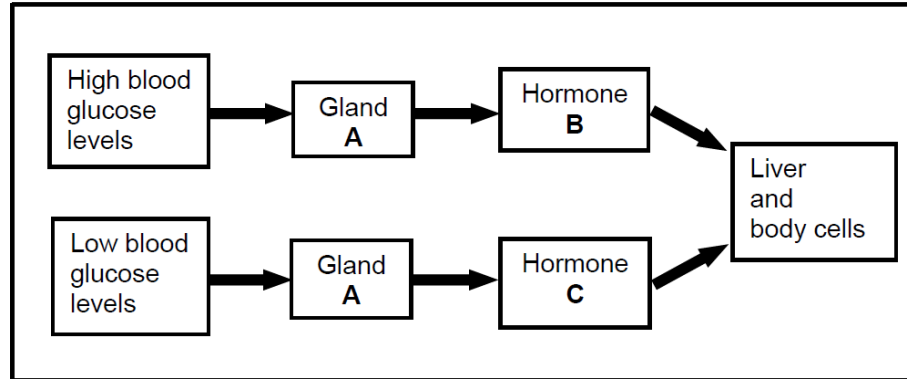 High blood
glucose
levels
Gland
A
Hormone
B
Liver
and
body cells
Low blood
glucose
levels
Gland
A
Hormone
C